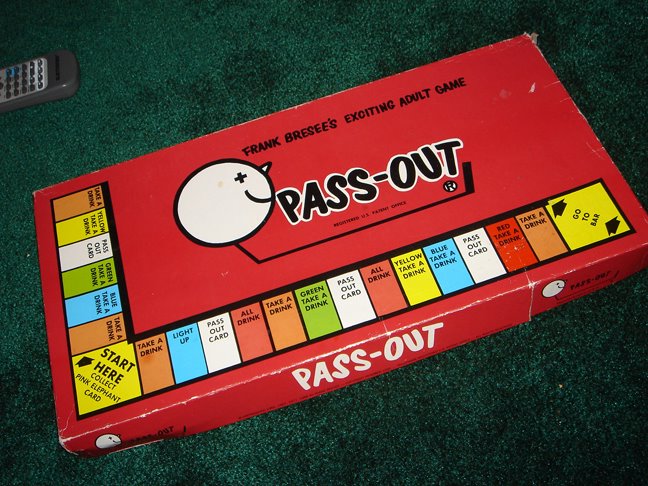 FRANK BRESEE'S EXCITING ADULT GAME
PASS-OUT
®
REGISTERED U.S. PATENT OFFICE
TAKE A
DRINK
YELLOW
TAKE A
DRINK
PASS
OUT
CARD
GREEN
TAKE A
DRINK
BLUE
TAKE A
DRINK
TAKE A
DRINK
START
HERE
COLLECT
PINK ELEPHANT
CARD
TAKE A
DRINK
LIGHT
UP
PASS
OUT
CARD
ALL
DRINK
TAKE A
DRINK
GREEN
TAKE A
DRINK
PASS
OUT
CARD
ALL
DRINK
YELLOW
TAKE A
DRINK
BLUE
TAKE A
DRINK
PASS
OUT
CARD
RED
TAKE A
DRINK
TAKE A
DRINK
GO
TO
BAR
PASS-OUT
PASS-OUT
PASS-OUT